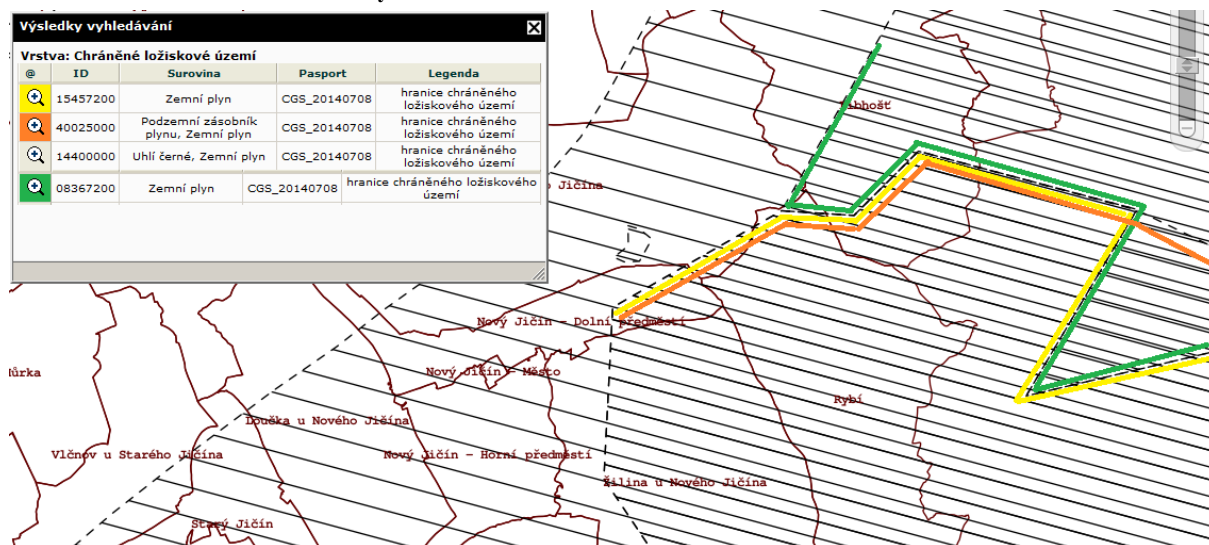 Výsledky vyhledávání
Vrstva: Chráněné ložiskové území
@ ID Surovina Pasport Legenda
15457200 Zemní plyn CGS_20140708 hranice chráněného ložiskového území
40025000 Podzemní zásobník plynu, Zemní plyn CGS_20140708 hranice chráněného ložiskového území
14400000 Uhlí černé, Zemní plyn CGS_20140708 hranice chráněného ložiskového území
08367200 Zemní plyn CGS_20140708 hranice chráněného ložiskového území
Jičína
Nový Jičín - Dolní předměstí
Nový Jičín - Město
Rybí
Loučka u Nového Jičína
Vlčnov u Starého Jičína
Nový Jičín - Horní předměstí
Žilina u Nového Jičína
Starý Jičín